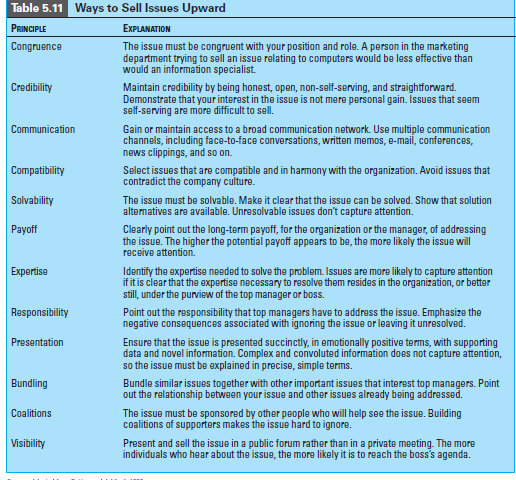 Table 5.11 Ways to Sell Issues Upward
PRINCIPLE EXPLANATION
Congruence The issue must be congruent with your position and role. A person in the marketing
department trying to sell an issue relating to computers would be less effective than
would an information specialist.
Credibility Maintain credibility by being honest, open, non-self-serving, and straightforward.
Demonstrate that your interest in the issue is not mere personal gain. Issues that seem
self-serving are more difficult to sell.
Communication Gain or maintain access to a broad communication network. Use multiple communication
channels, including face-to-face conversations, written memos, e-mail, conferences,
news clippings, and so on.
Compatibility Select issues that are compatible and in harmony with the organization. Avoid issues that
contradict the company culture.
Solvability The issue must be solvable. Make it clear that the issue can be solved. Show that solution
alternatives are available. Unresolvable issues don't capture attention.
Payoff Clearly point out the long-term payoff, for the organization or the manager, of addressing
the issue. The higher the potential payoff appears to be, the more likely the issue will
receive attention.
Expertise Identify the expertise needed to solve the problem. Issues are more likely to capture attention
if it is clear that the expertise necessary to resolve them resides in the organization, or better
still, under the purview of the top manager or boss.
Responsibility Point out the responsibility that top managers have to address the issue. Emphasize the
negative consequences associated with ignoring the issue or leaving it unresolved.
Presentation Ensure that the issue is presented succinctly, in emotionally positive terms, with supporting
data and novel information. Complex and convoluted information does not capture attention,
so the issue must be explained in precise, simple terms.
Bundling Bundle similar issues together with other important issues that interest top managers. Point
out the relationship between your issue and other issues already being addressed.
Coalitions The issue must be sponsored by other people who will help see the issue. Building
coalitions of supporters makes the issue hard to ignore.
Visibility Present and sell the issue in a public forum rather than in a private meeting. The more
individuals who hear about the issue, the more likely it is to reach the boss's agenda.